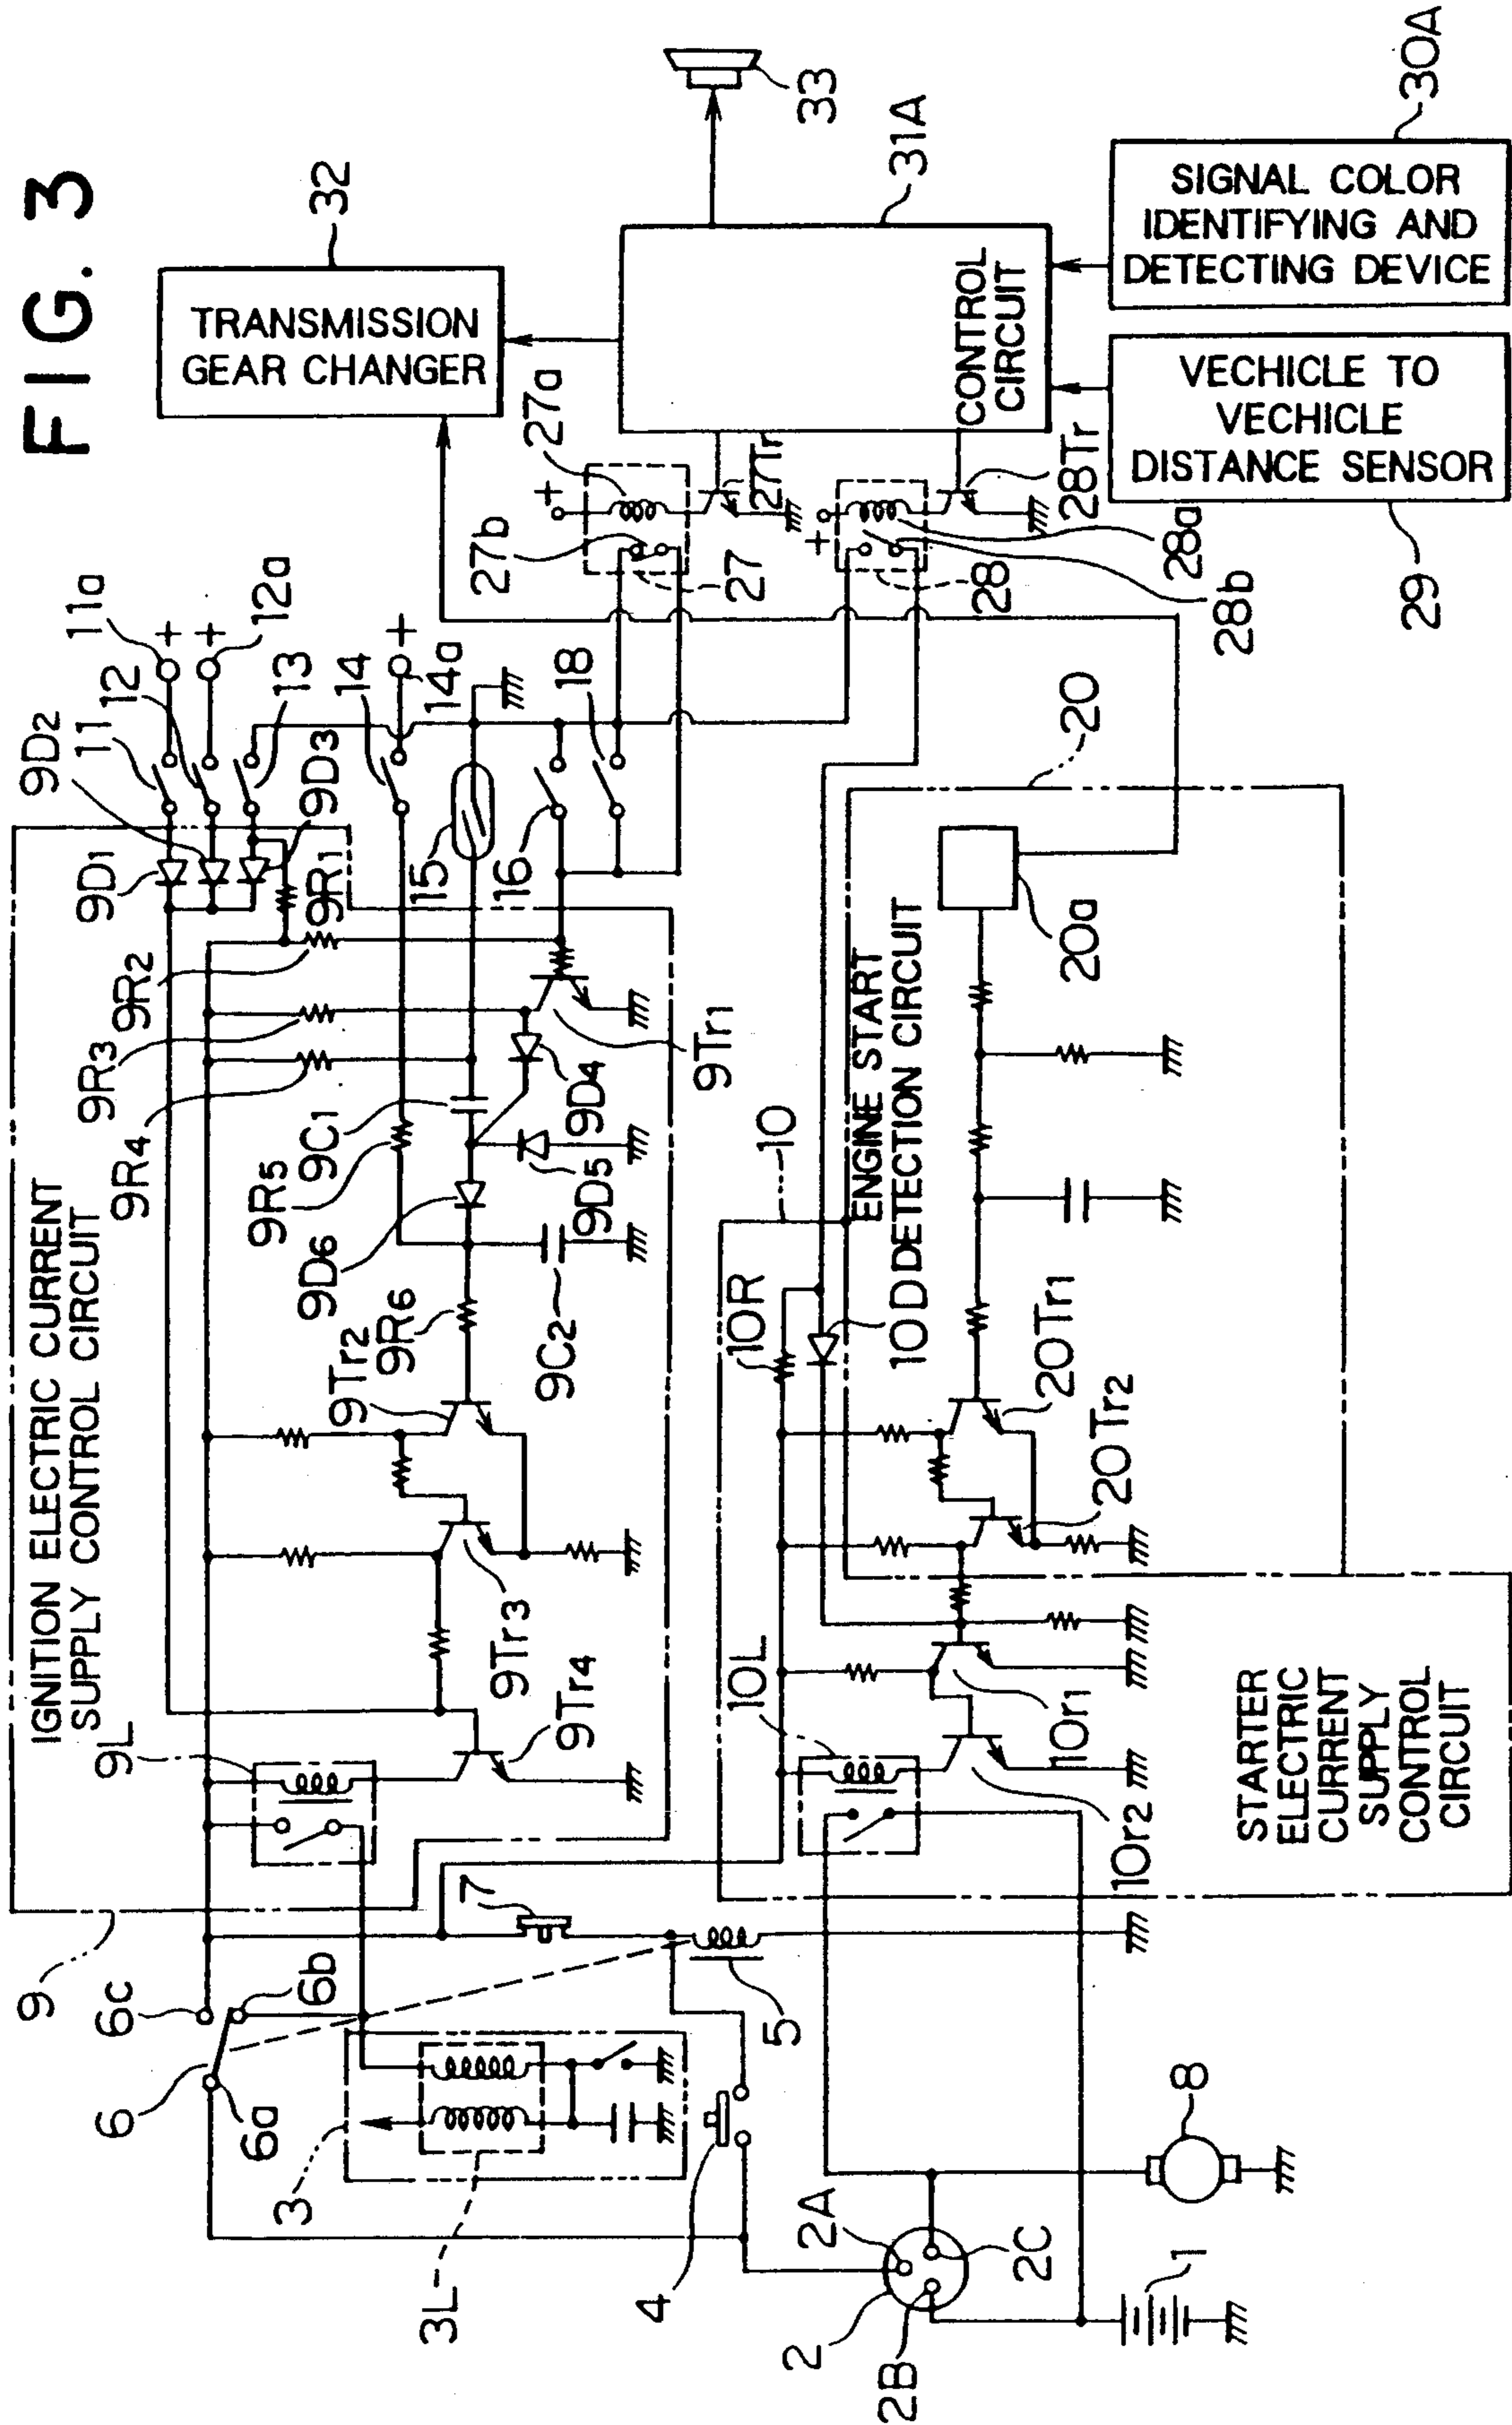 FIG. 3
TRANSMISSION
GEAR CHANGER
32
33
31A
CONTROL
CIRCUIT
30A
SIGNAL COLOR
IDENTIFYING AND
DETECTING DEVICE
VECHICLE TO
VECHICLE
DISTANCE SENSOR
29
27a
27b
27Tr
27
+
28Tr
28a
28b
28
+
11a
+
+
12a
11
12
13
14
+
14a
15
16
18
9D1
9D2
9D3
9R1
9R2
9R3
9R4
9R5
9C1
9D4
9Tr1
9D5
9D6
9R6
9C2
9Tr2
9Tr3
9Tr4
9L
IGNITION ELECTRIC CURRENT
SUPPLY CONTROL CIRCUIT
9
20
20a
ENGINE START
DETECTION CIRCUIT
10
10R
10D
20Tr1
20Tr2
10L
10r1
10r2
STARTER
ELECTRIC
CURRENT
SUPPLY
CONTROL
CIRCUIT
6c
6b
6
6a
7
5
3
3L
4
8
2A
2C
2
2B
1